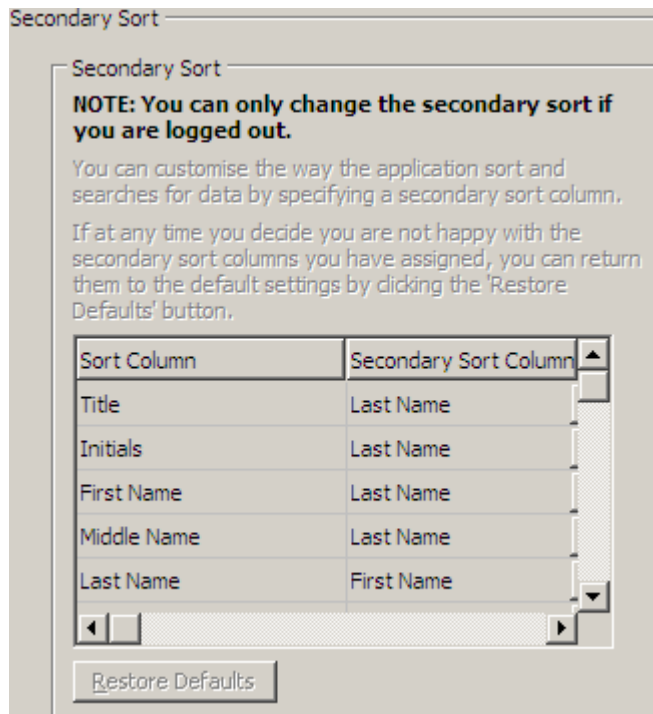 Secondary Sort
Secondary Sort
NOTE: You can only change the secondary sort if
you are logged out.
You can customise the way the application sort and
searches for data by specifying a secondary sort column.
If at any time you decide you are not happy with the
secondary sort columns you have assigned, you can return
them to the default settings by clicking the 'Restore
Defaults' button.
Sort Column Secondary Sort Column
Title Last Name
Initials Last Name
First Name Last Name
Middle Name Last Name
Last Name First Name
Restore Defaults